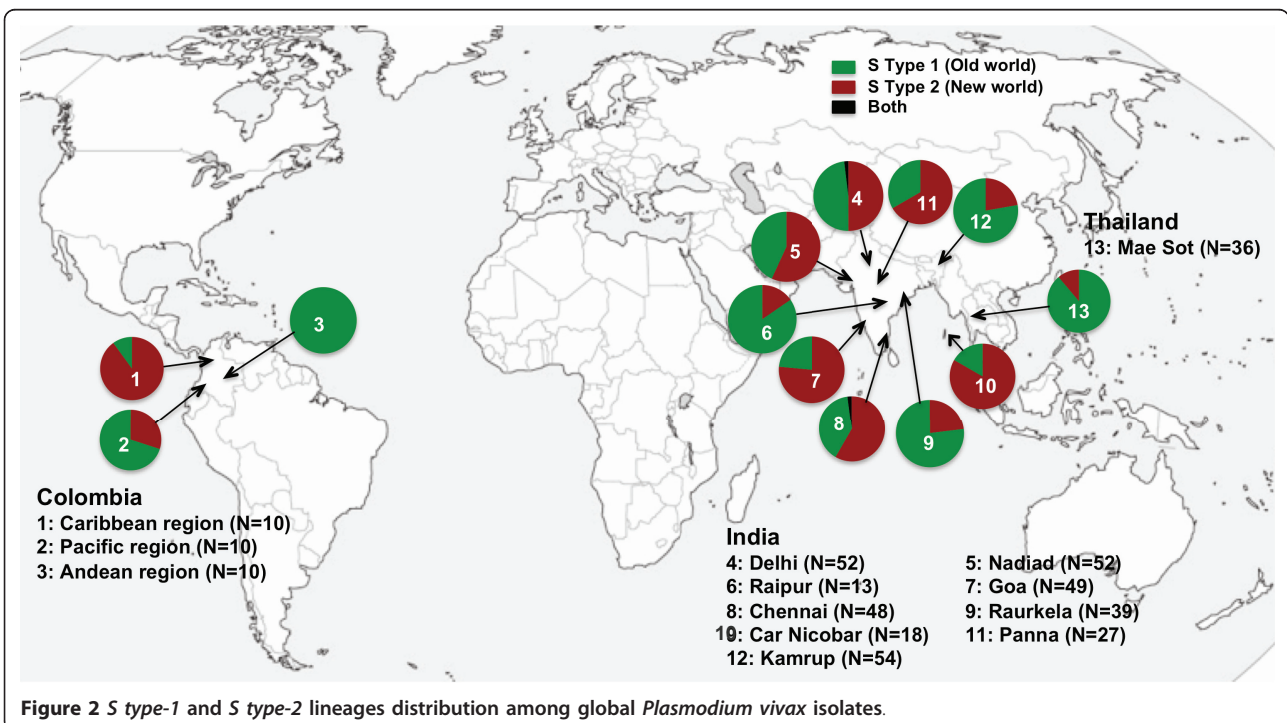 S Type 1 (Old world)
S Type 2 (New world)
Both
4
11
12
5
Thailand
13: Mae Sot (N=36)
3
6
13
1
7
10
2
8
9
Colombia
1: Caribbean region (N=10)
2: Pacific region (N=10)
3: Andean region (N=10)
India
4: Delhi (N=52)
5: Nadiad (N=52)
6: Raipur (N=13)
7: Goa (N=49)
8: Chennai (N=48)
9: Raurkela (N=39)
10: Car Nicobar (N=18)
11: Panna (N=27)
12: Kamrup (N=54)
Figure 2 S type-1 and S type-2 lineages distribution among global Plasmodium vivax isolates.